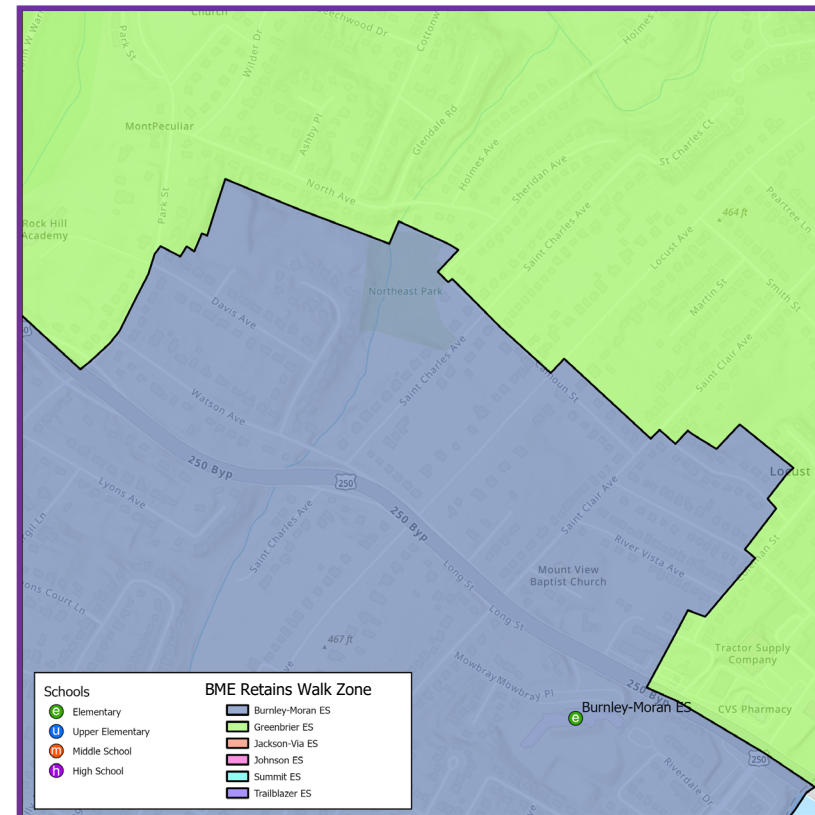 Church
Beechwood Dr
Park St
Wilder Dr
Holmes
MontPeculiar
Ashby Pl
Glendale Rd
St Charles Ct
Holmes Ave
Sheridan Ave
Peartree Ln
North Ave
Park St
Rock Hill
Academy
464 ft
Saint Charles Ave
Locust Ave
Northeast Park
Martin St
Smith St
Davis Ave
Saint Charles Ave
Saint Clair Ave
Watson Ave
250 Byp
250
Locust
Lyons Ave
250 Byp
Saint Clair Ave
Saint Charles Ave
River Vista Ave
Long St
Mount View
Baptist Church
Long St
467 ft
Tractor Supply
Company
Mowbray
Mowbray Pl
250 Byp
Burnley-Moran ES
CVS Pharmacy
250
Riverdale Dr
Schools
Elementary
Upper Elementary
Middle School
High School
BME Retains Walk Zone
Burnley-Moran ES
Greenbrier ES
Jackson-Via ES
Johnson ES
Summit ES
Trailblazer ES